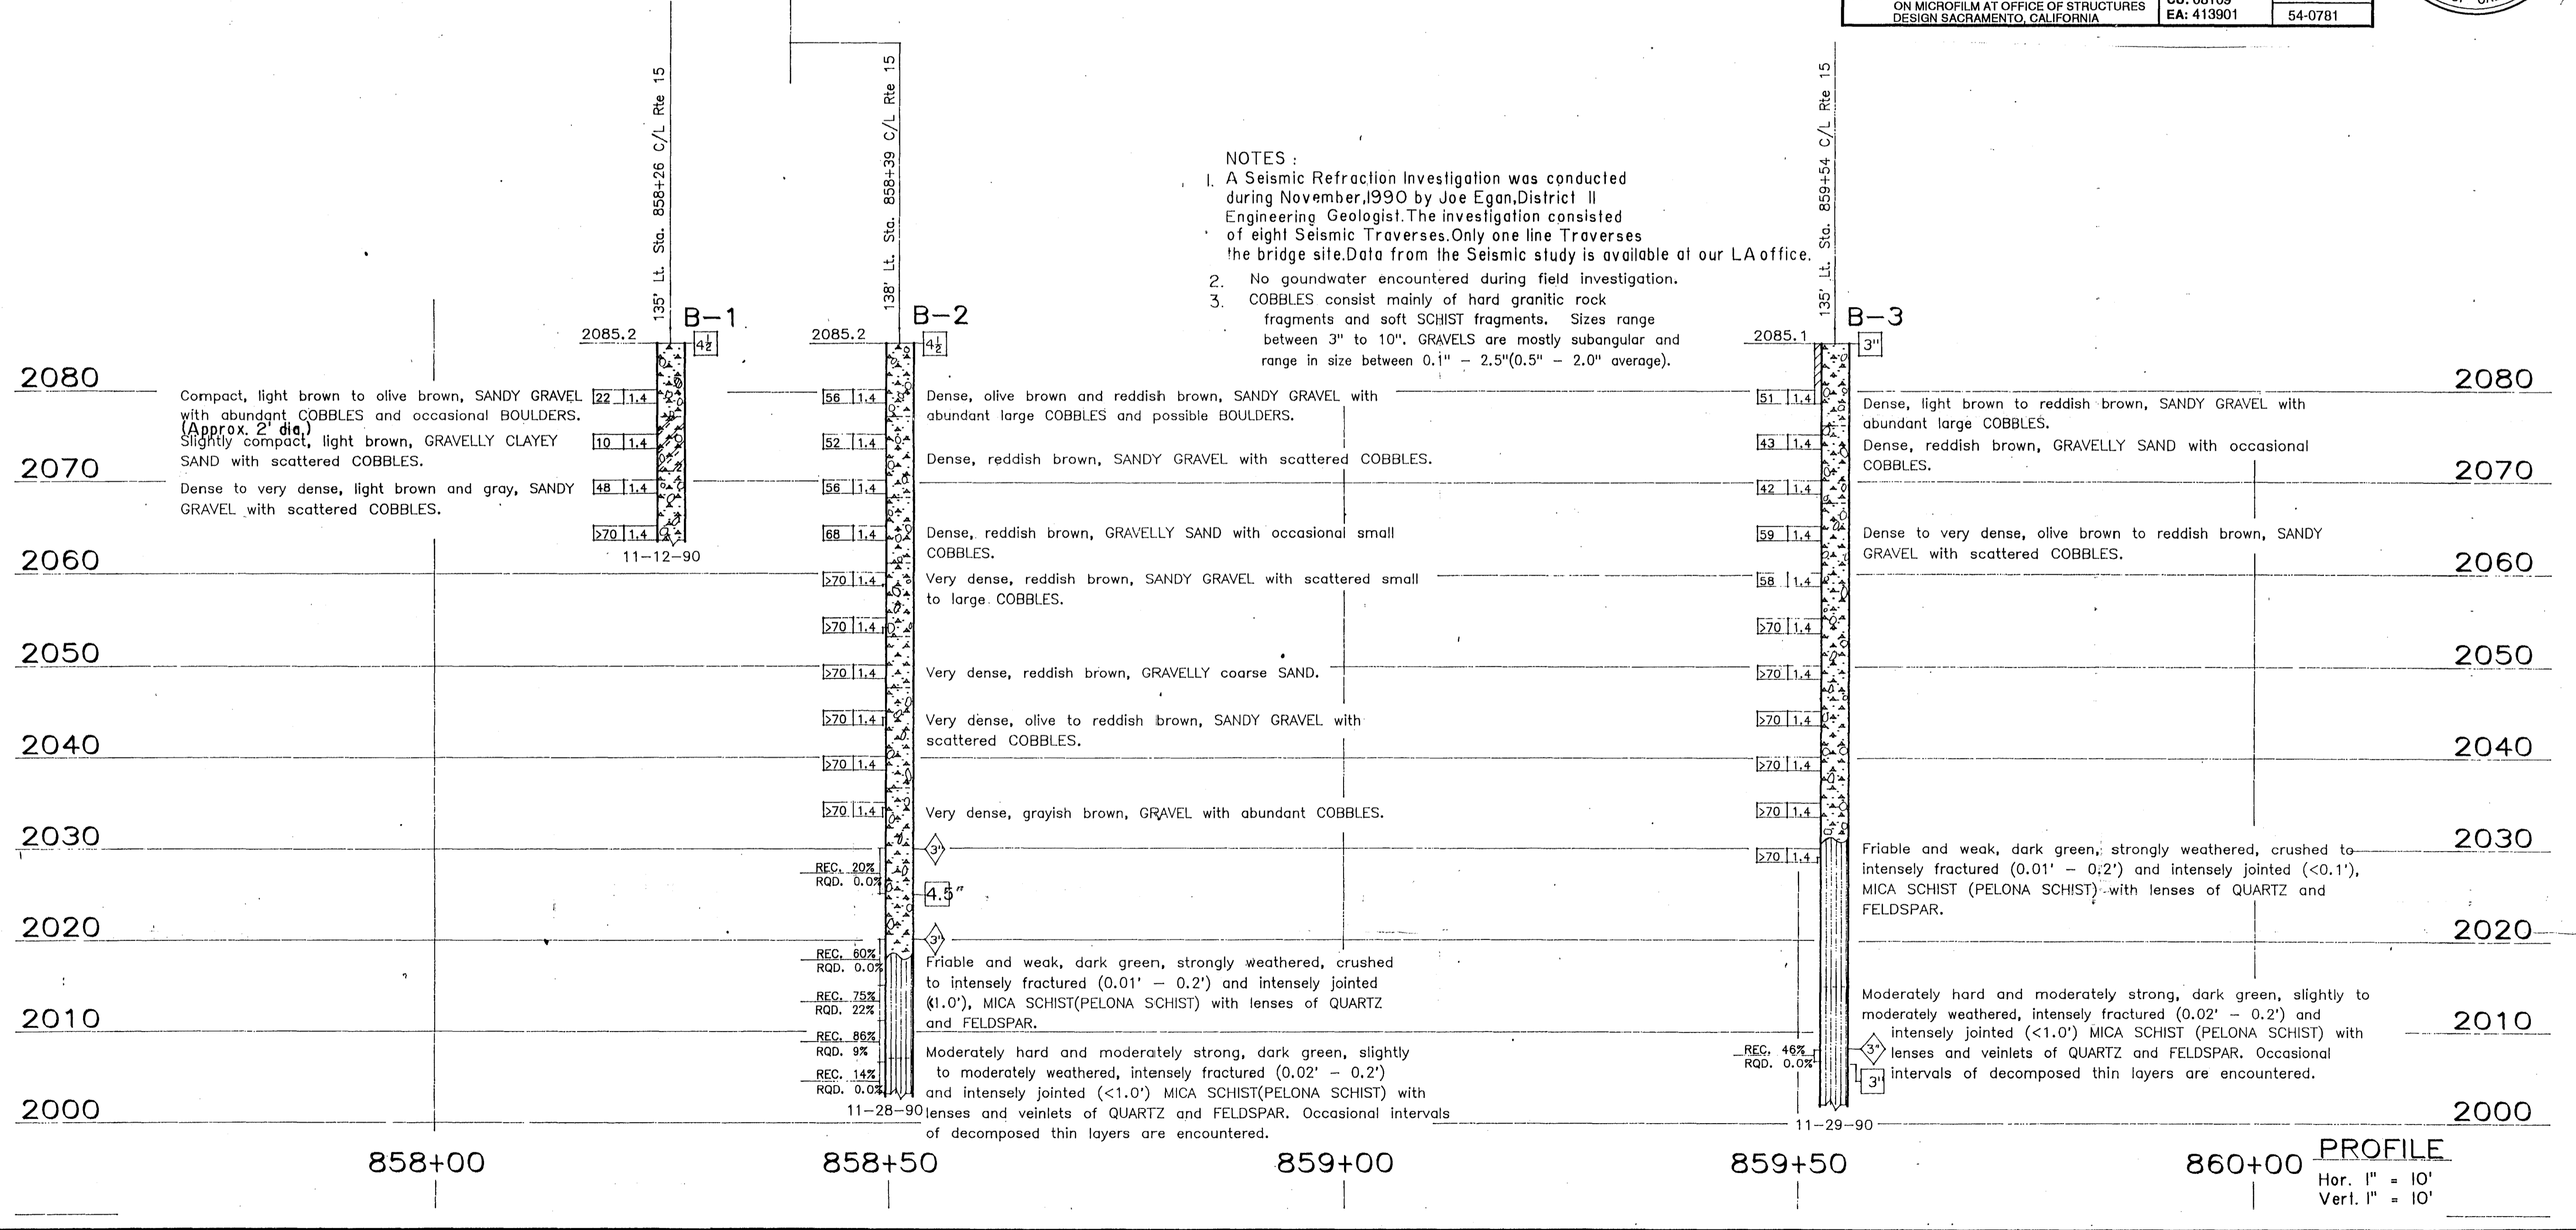 ON MICROFILM AT OFFICE OF STRUCTURES
DESIGN SACRAMENTO, CALIFORNIA
EA: 413901
54-0781
135' Lt. Sta. 858+26 C/L Rte 15
138' Lt. Sta. 858+39 C/L Rte 15
135' Lt. Sta. 859+54 C/L Rte 15
NOTES :
1. A Seismic Refraction Investigation was conducted
during November,1990 by Joe Egan,District 11
Engineering Geologist.The investigation consisted
of eight Seismic Traverses.Only one line Traverses
the bridge site.Data from the Seismic study is available at our LA office.
2. No goundwater encountered during field investigation.
3. COBBLES consist mainly of hard granitic rock
fragments and soft SCHIST fragments. Sizes range
between 3" to 10". GRAVELS are mostly subangular and
range in size between 0.1" - 2.5"(0.5" - 2.0" average).
B-1
2085.2
4½
Compact, light brown to olive brown, SANDY GRAVEL
with abundant COBBLES and occasional BOULDERS.
(Approx. 2' dia.)
Slightly compact, light brown, GRAVELLY CLAYEY
SAND with scattered COBBLES.
Dense to very dense, light brown and gray, SANDY
GRAVEL with scattered COBBLES.
22 1.4
10 1.4
48 1.4
>70 1.4
11-12-90
B-2
2085.2
4½
56 1.4
52 1.4
56 1.4
68 1.4
>70 1.4
>70 1.4
>70 1.4
>70 1.4
>70 1.4
>70 1.4
REC. 20%
RQD. 0.0%
REC. 60%
RQD. 0.0%
REC. 75%
RQD. 22%
REC. 86%
RQD. 9%
REC. 14%
RQD. 0.0%
11-28-90
3"
4.5"
3"
Dense, olive brown and reddish brown, SANDY GRAVEL with
abundant large COBBLES and possible BOULDERS.
Dense, reddish brown, SANDY GRAVEL with scattered COBBLES.
Dense, reddish brown, GRAVELLY SAND with occasional small
COBBLES.
Very dense, reddish brown, SANDY GRAVEL with scattered small
to large COBBLES.
Very dense, reddish brown, GRAVELLY coarse SAND.
Very dense, olive to reddish brown, SANDY GRAVEL with
scattered COBBLES.
Very dense, grayish brown, GRAVEL with abundant COBBLES.
Friable and weak, dark green, strongly weathered, crushed
to intensely fractured (0.01' - 0.2') and intensely jointed
(<1.0'), MICA SCHIST(PELONA SCHIST) with lenses of QUARTZ
and FELDSPAR.
Moderately hard and moderately strong, dark green, slightly
to moderately weathered, intensely fractured (0.02' - 0.2')
and intensely jointed (<1.0') MICA SCHIST(PELONA SCHIST) with
lenses and veinlets of QUARTZ and FELDSPAR. Occasional intervals
of decomposed thin layers are encountered.
B-3
2085.1
3"
51 1.4
43 1.4
42 1.4
59 1.4
58 1.4
>70 1.4
>70 1.4
>70 1.4
>70 1.4
>70 1.4
>70 1.4
REC. 46%
RQD. 0.0%
3"
3"
11-29-90
Dense, light brown to reddish brown, SANDY GRAVEL with
abundant large COBBLES.
Dense, reddish brown, GRAVELLY SAND with occasional
COBBLES.
Dense to very dense, olive brown to reddish brown, SANDY
GRAVEL with scattered COBBLES.
Friable and weak, dark green, strongly weathered, crushed to
intensely fractured (0.01' - 0.2') and intensely jointed (<0.1'),
MICA SCHIST (PELONA SCHIST) with lenses of QUARTZ and
FELDSPAR.
Moderately hard and moderately strong, dark green, slightly to
moderately weathered, intensely fractured (0.02' - 0.2') and
intensely jointed (<1.0') MICA SCHIST (PELONA SCHIST) with
lenses and veinlets of QUARTZ and FELDSPAR. Occasional
intervals of decomposed thin layers are encountered.
2080 2080
2070 2070
2060 2060
2050 2050
2040 2040
2030 2030
2020 2020
2010 2010
2000 2000
858+00 858+50 859+00 859+50 860+00
PROFILE
Hor. 1" = 10'
Vert. 1" = 10'